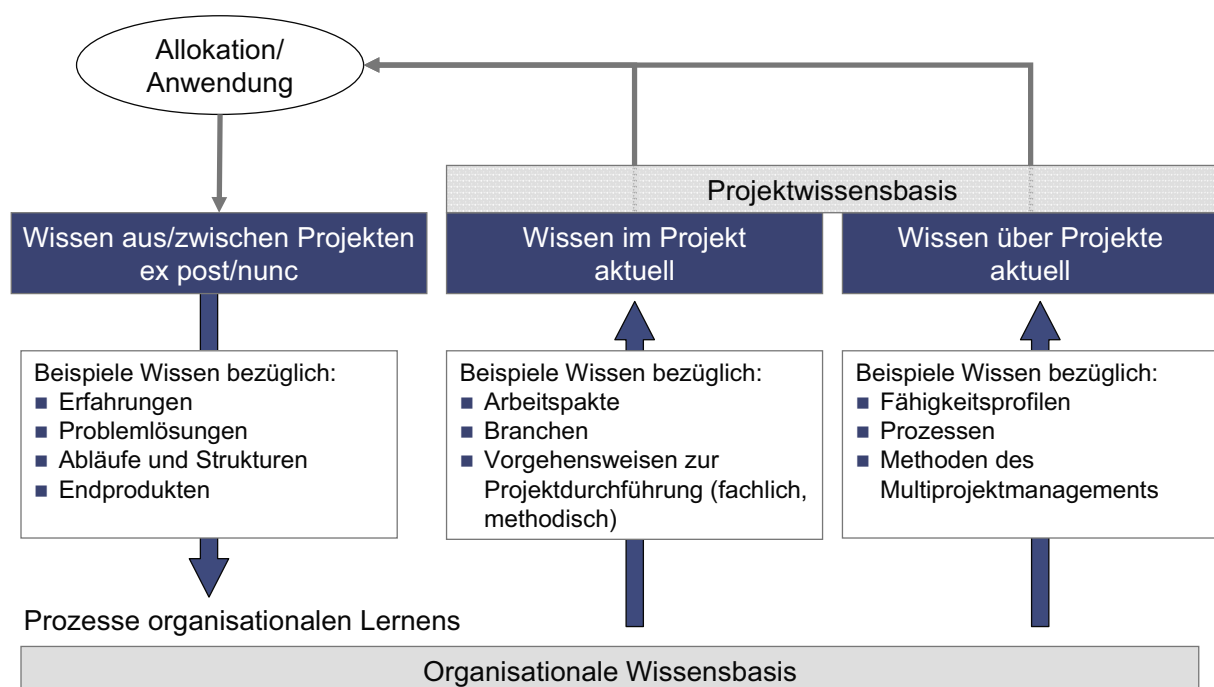 Allokation/
Anwendung
Projektwissensbasis
Wissen aus/zwischen Projekten
ex post/nunc
Wissen im Projekt
aktuell
Wissen über Projekte
aktuell
Beispiele Wissen bezüglich:
Erfahrungen
Problemlösungen
Abläufe und Strukturen
Endprodukten
Beispiele Wissen bezüglich:
Arbeitspakte
Branchen
Vorgehensweisen zur
Projektdurchführung (fachlich,
methodisch)
Beispiele Wissen bezüglich:
Fähigkeitsprofilen
Prozessen
Methoden des
Multiprojektmanagements
Prozesse organisationalen Lernens
Organisationale Wissensbasis